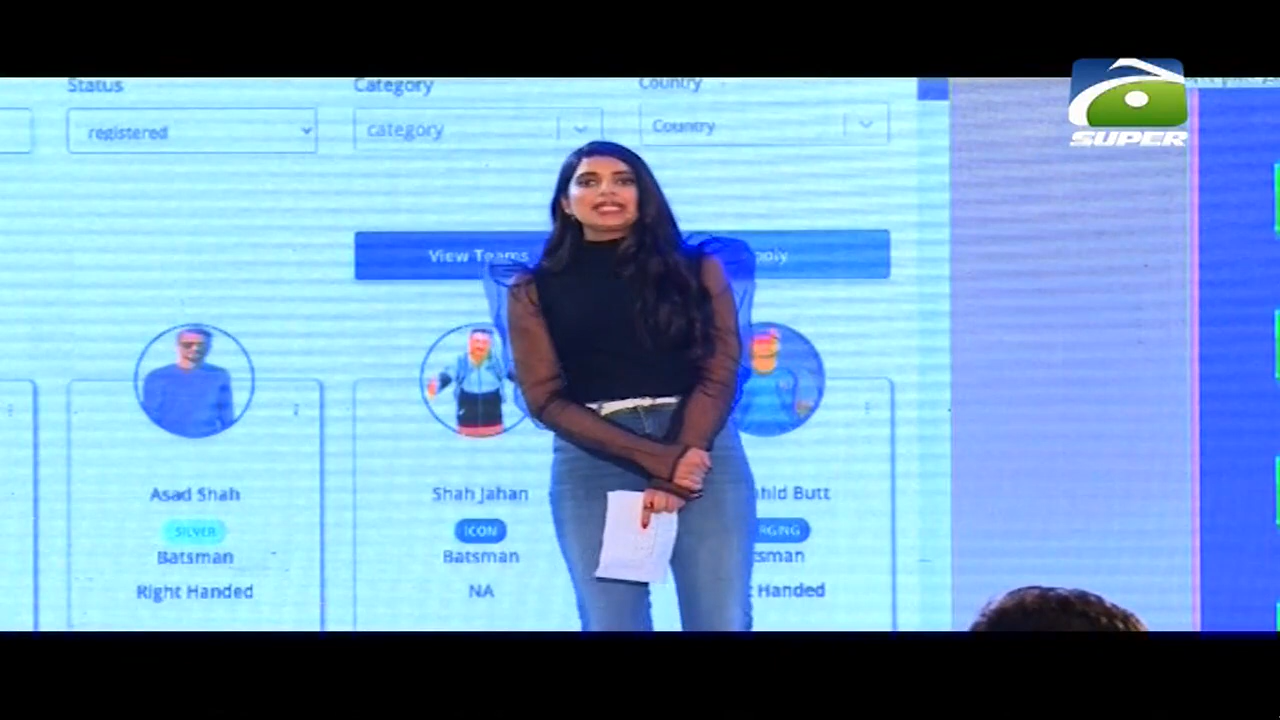 Status
Category
Country
registered
category
Country
SUPER
View Teams
Asad Shah
Shah Jahan
Butt
SILVER
ICON
Batsman
Batsman
Right Handed
NA
Handed